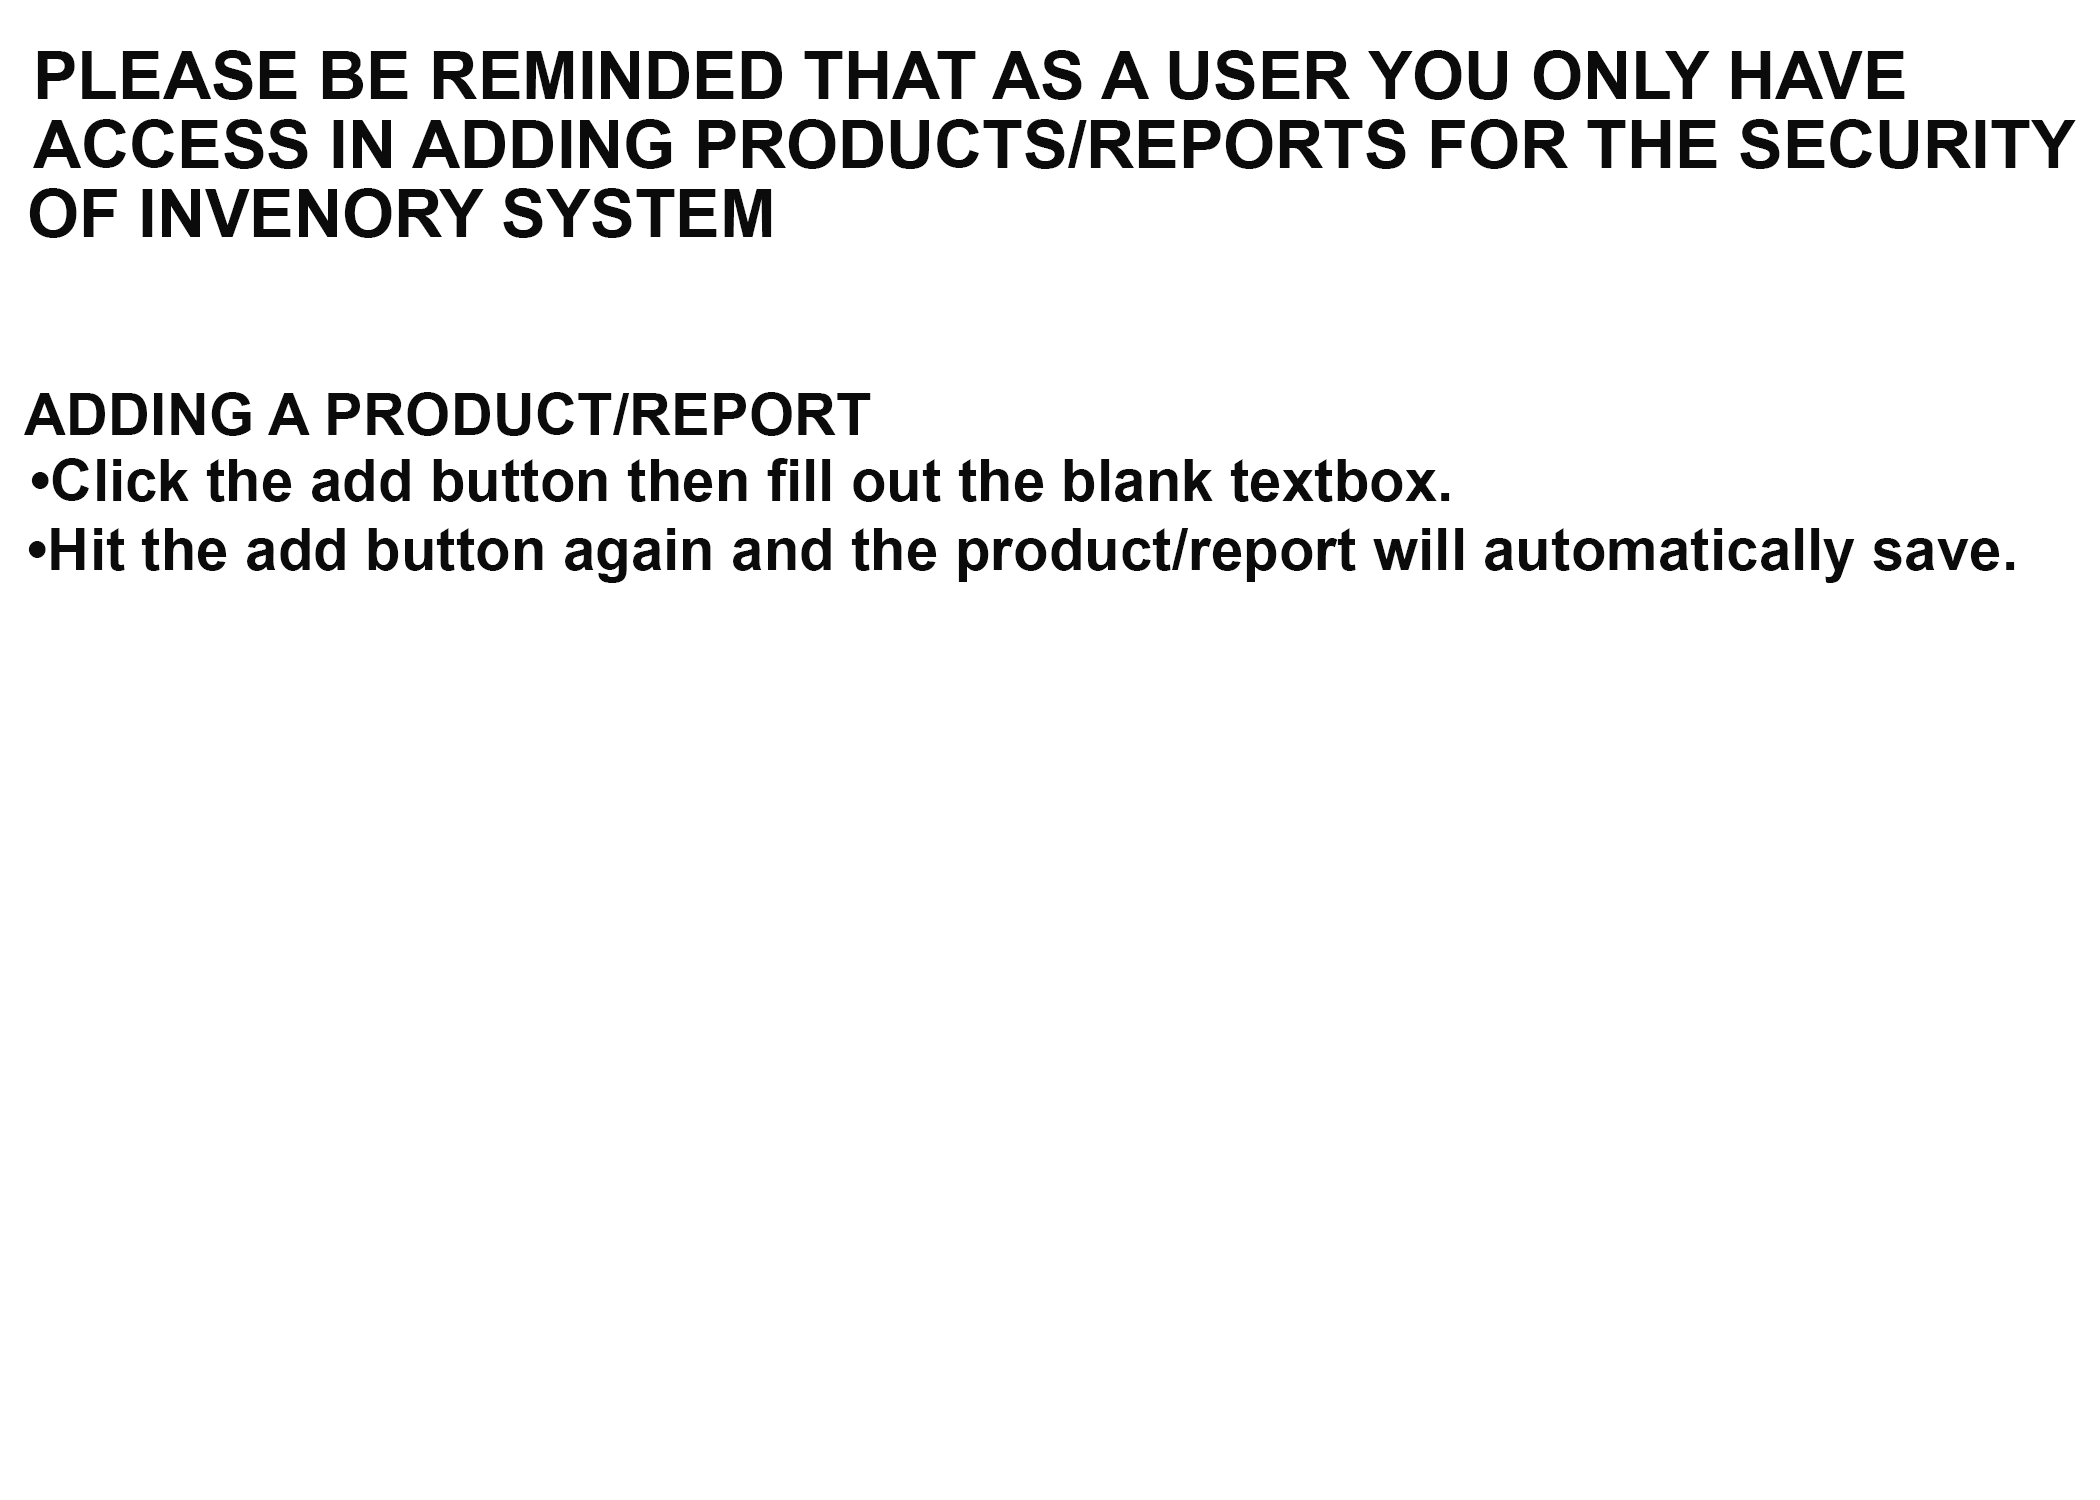 PLEASE BE REMINDED THAT AS A USER YOU ONLY HAVE
ACCESS IN ADDING PRODUCTS/REPORTS FOR THE SECURITY
OF INVENORY SYSTEM
ADDING A PRODUCT/REPORT
•Click the add button then fill out the blank textbox.
•Hit the add button again and the product/report will automatically save.